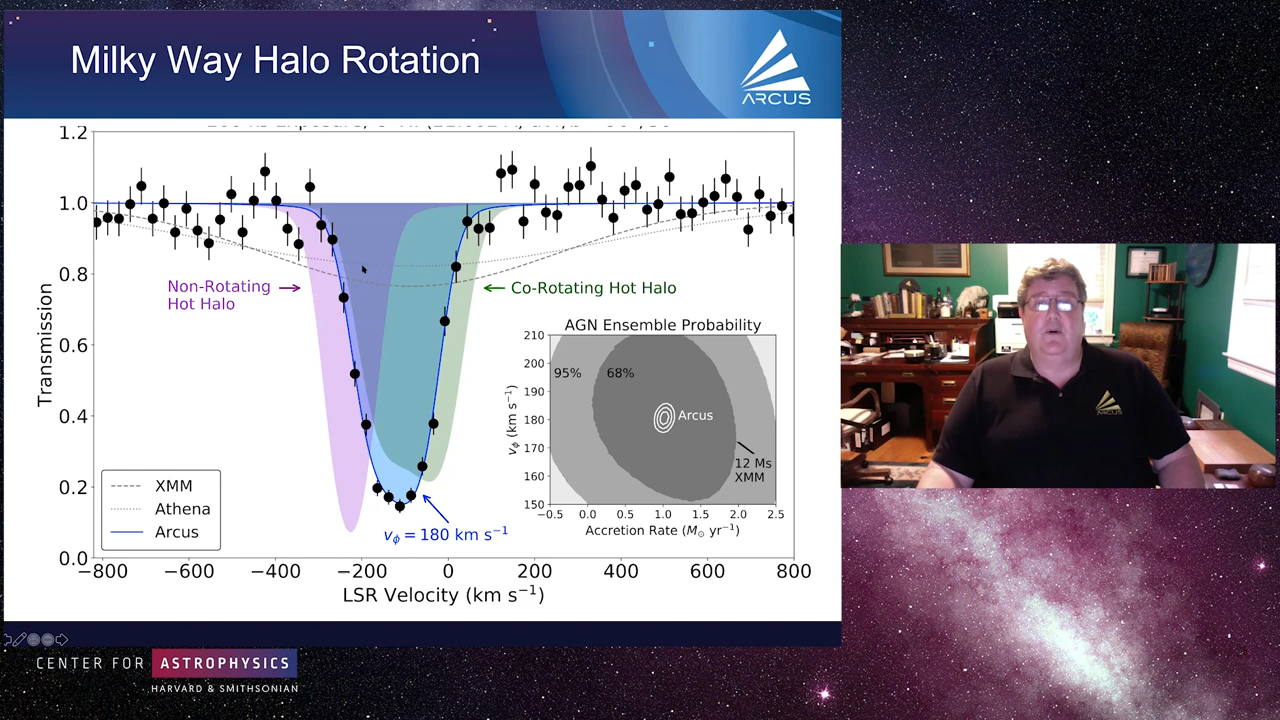 Milky Way Halo Rotation
ARCUS
1.2
1.0
0.8
0.6
0.4
0.2
0.0
Transmission
Non-Rotating
Hot Halo
Co-Rotating Hot Halo
XMM
Athena
Arcus
vϕ = 180 km s⁻¹
−800
−600
−400
−200
0
200
400
600
800
LSR Velocity (km s⁻¹)
AGN Ensemble Probability
210
200
190
180
170
160
150
vϕ (km s⁻¹)
95%
68%
Arcus
12 Ms
XMM
−0.5
0.0
0.5
1.0
1.5
2.0
2.5
Accretion Rate (M☉ yr⁻¹)
ARCUS
CENTER FOR ASTROPHYSICS
HARVARD & SMITHSONIAN